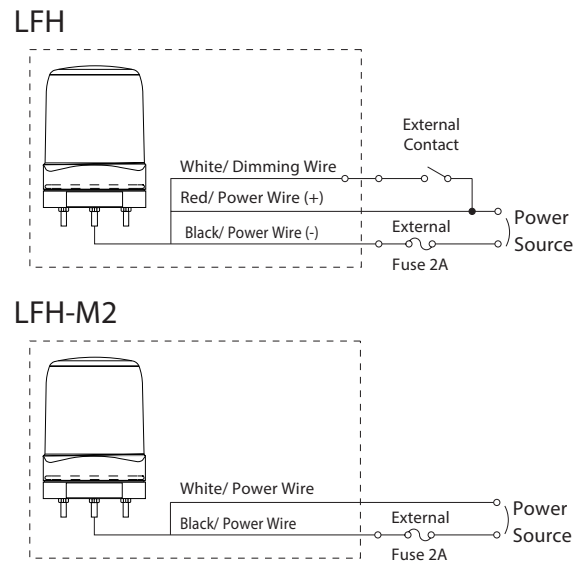 LFH
External
Contact
White/ Dimming Wire
Red/ Power Wire (+)
Black/ Power Wire (-)
External
Fuse 2A
Power
Source
LFH-M2
White/ Power Wire
Black/ Power Wire
External
Fuse 2A
Power
Source